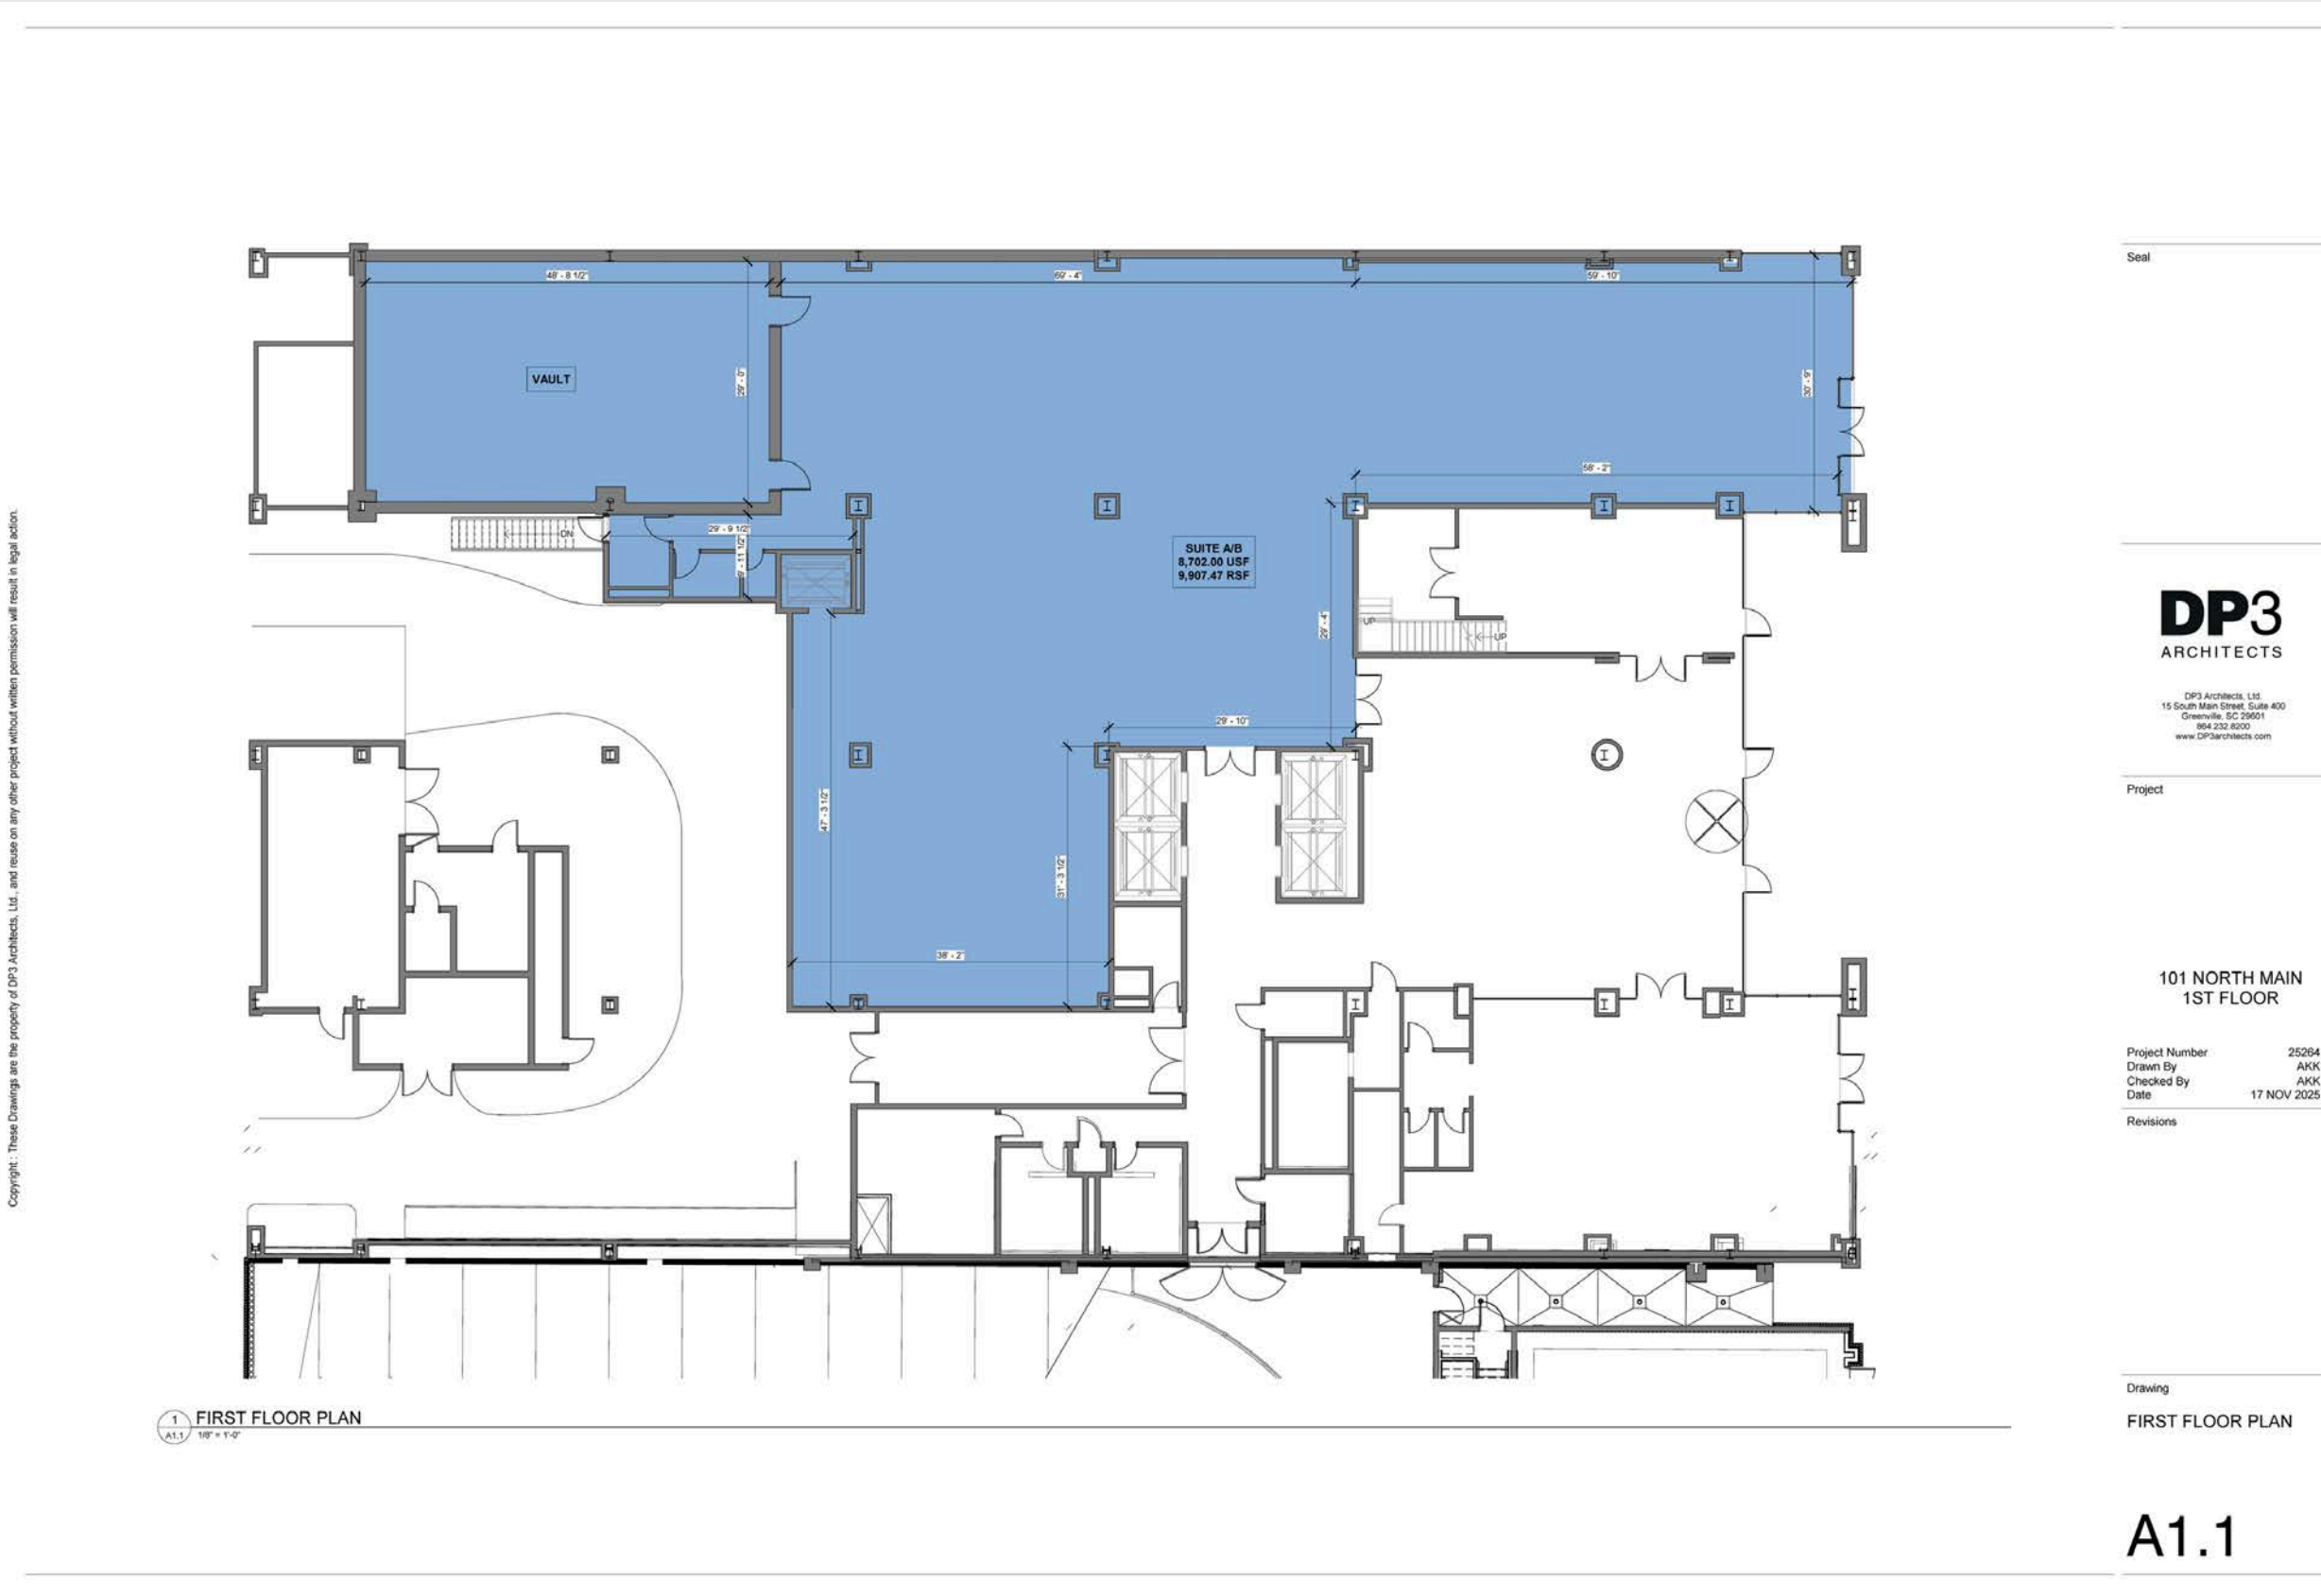 Copyright : These Drawings are the property of DP3 Architects, Ltd., and reuse on any other project without written permission will result in legal action.
48' - 8 1/2"
69' - 4"
59' - 10"
VAULT
29' - 0"
30' - 9"
58' - 2"
DN
29' - 9 1/2"
SUITE A/B
8,702.00 USF
9,907.47 RSF
29' - 4"
UP
UP
29' - 10"
47' - 3 1/2"
31' - 3 1/2"
38' - 2"
1
A1.1
FIRST FLOOR PLAN
1/8" = 1'-0"
Seal
DP3
ARCHITECTS
DP3 Architects, Ltd.
15 South Main Street, Suite 400
Greenville, SC 29601
864.232.8200
www.DP3architects.com
Project
101 NORTH MAIN
1ST FLOOR
Project Number 25264
Drawn By AKK
Checked By AKK
Date 17 NOV 2025
Revisions
Drawing
FIRST FLOOR PLAN
A1.1